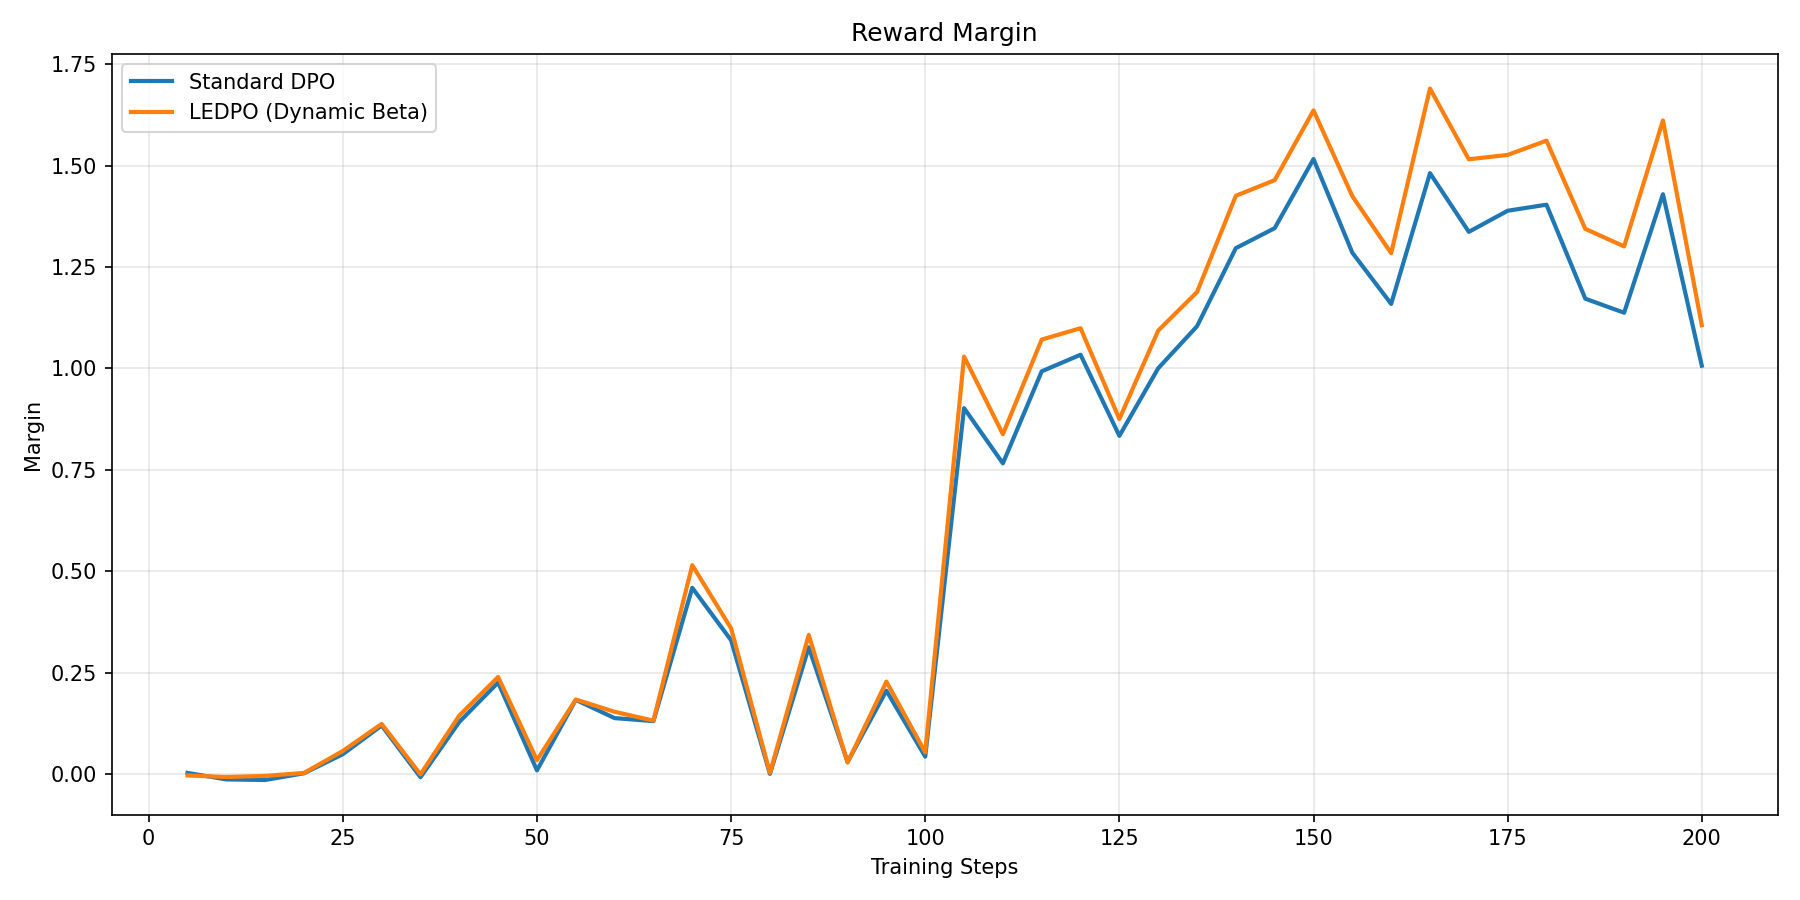 Reward Margin
Standard DPO
LEDPO (Dynamic Beta)
Margin
1.75
1.50
1.25
1.00
0.75
0.50
0.25
0.00
0 25 50 75 100 125 150 175 200
Training Steps